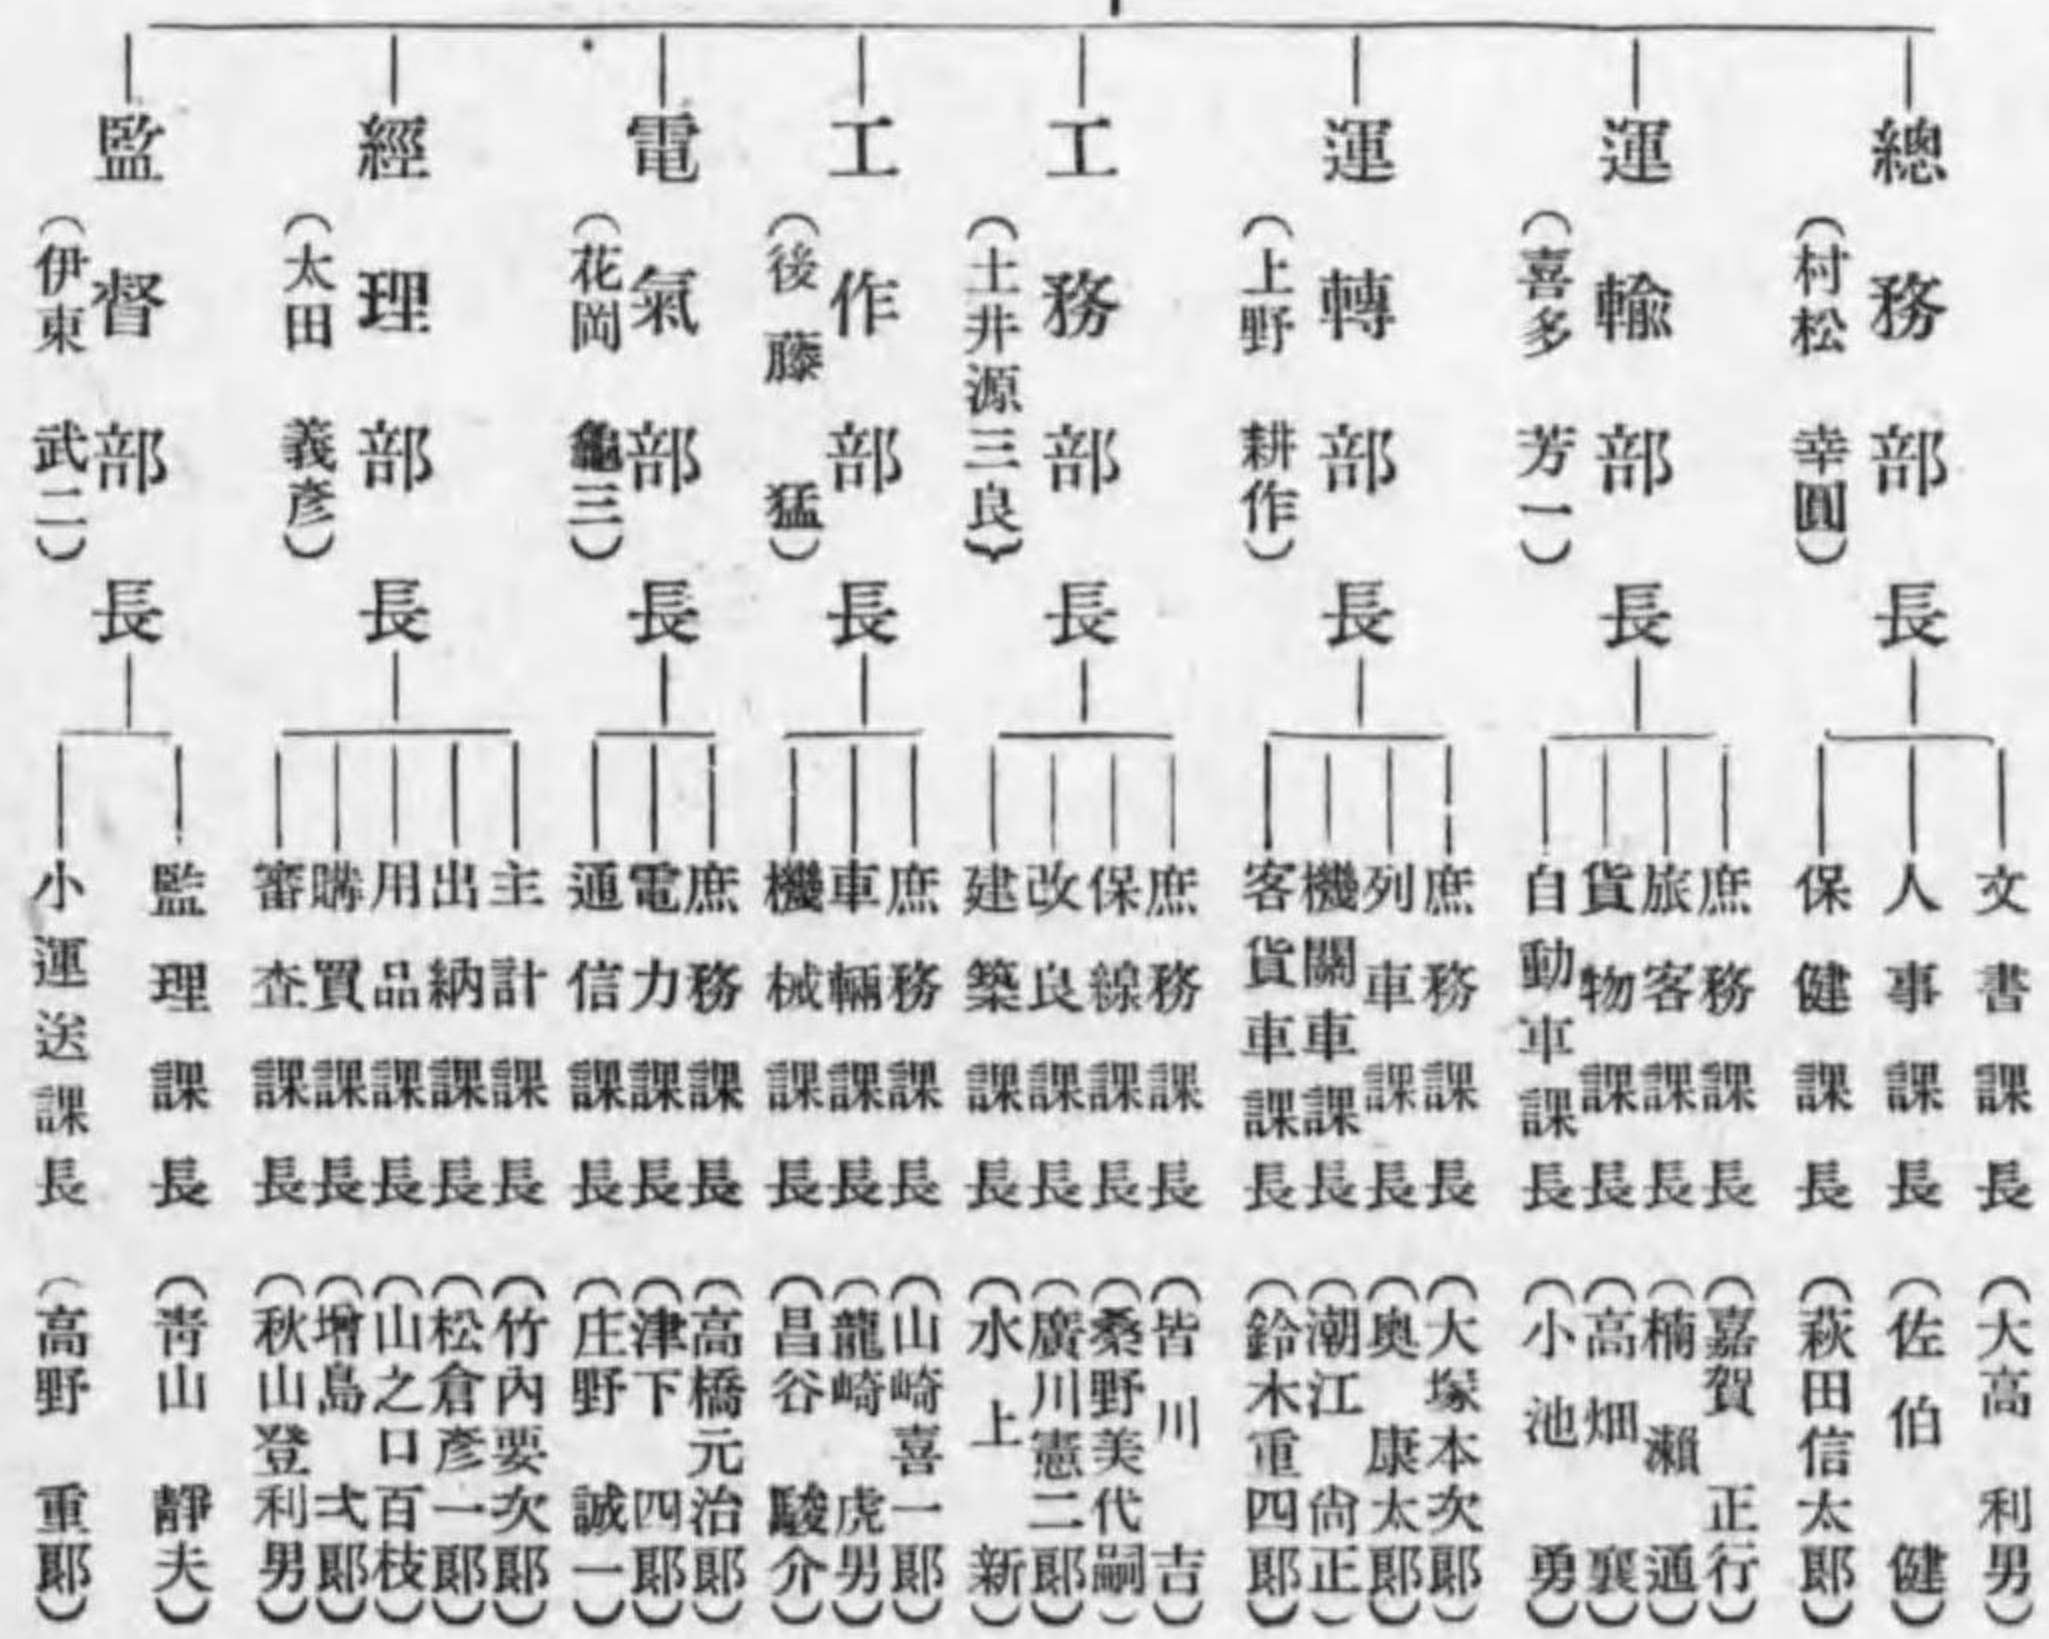 總務部長
(村松 幸圓)
文書課長 (大高 利男)
人事課長 (佐伯 健)
保健課長 (萩田信太郎)
運輸部長
(喜多 芳一)
庶務課長 (嘉賀 正行)
旅客課長 (楠瀨 通)
貨物課長 (高畑 襄)
自動車課長 (小池 勇)
運轉部長
(上野 耕作)
庶務課長 (大塚本次郎)
列車課長 (奥 康太郎)
機關車課長 (潮江 尙正)
客貨車課長 (鈴木重四郎)
工務部長
(土井源三良)
庶務課長 (皆川 吉)
保線課長 (桑野美代嗣)
改良課長 (廣川憲二郎)
建築課長 (水上 新)
工作部長
(後藤 猛)
庶務課長 (山崎喜一郎)
車輛課長 (龍崎 虎男)
機械課長 (昌谷 駿介)
電氣部長
(花岡 龜三)
庶務課長 (高橋元治郎)
電力課長 (津下 四郎)
通信課長 (庄野 誠一)
經理部長
(太田 義彥)
主計課長 (竹內要次郎)
出納課長 (松倉彥一郎)
用品課長 (山之口百枝)
購買課長 (增島 弌郎)
審査課長 (秋山登利男)
監督部長
(伊東 武二)
監理課長 (靑山 靜夫)
小運送課長 (高野 重郎)